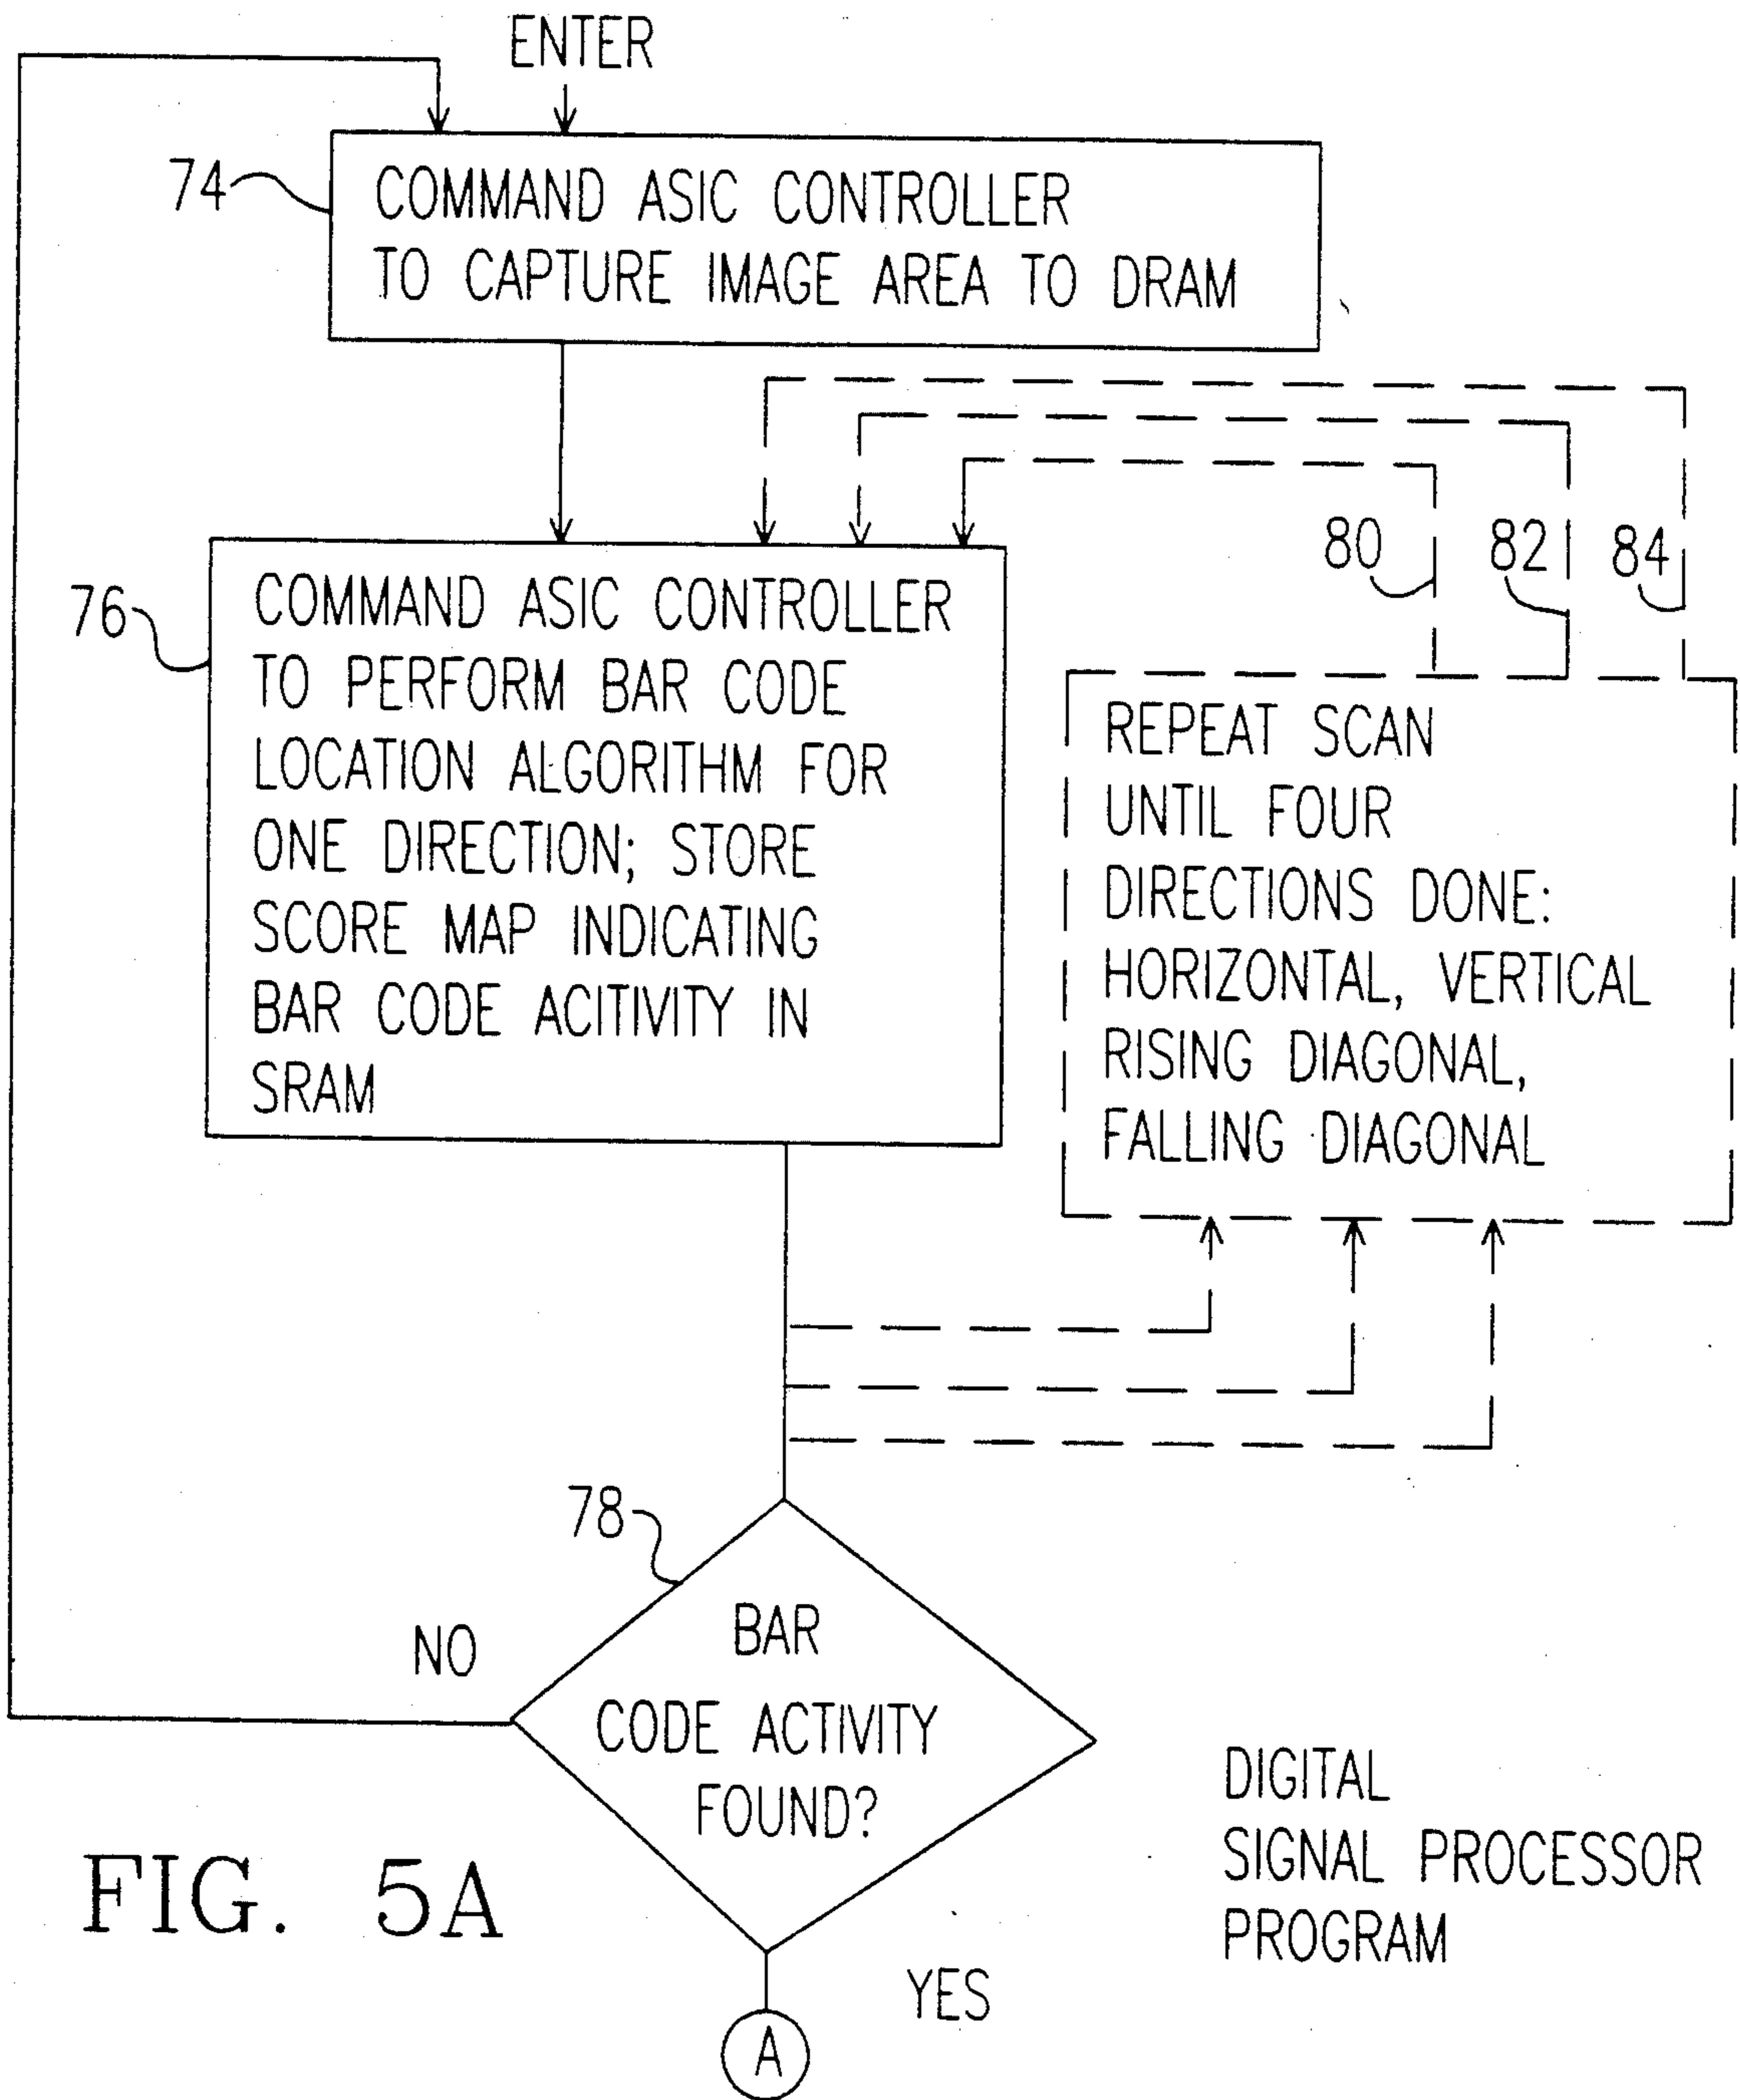 ENTER
74
COMMAND ASIC CONTROLLER
TO CAPTURE IMAGE AREA TO DRAM
80
82
84
76
COMMAND ASIC CONTROLLER
TO PERFORM BAR CODE
LOCATION ALGORITHM FOR
ONE DIRECTION; STORE
SCORE MAP INDICATING
BAR CODE ACITIVITY IN
SRAM
REPEAT SCAN
UNTIL FOUR
DIRECTIONS DONE:
HORIZONTAL, VERTICAL
RISING DIAGONAL,
FALLING DIAGONAL
78
NO
BAR
CODE ACTIVITY
FOUND?
YES
A
DIGITAL
SIGNAL PROCESSOR
PROGRAM
FIG. 5A